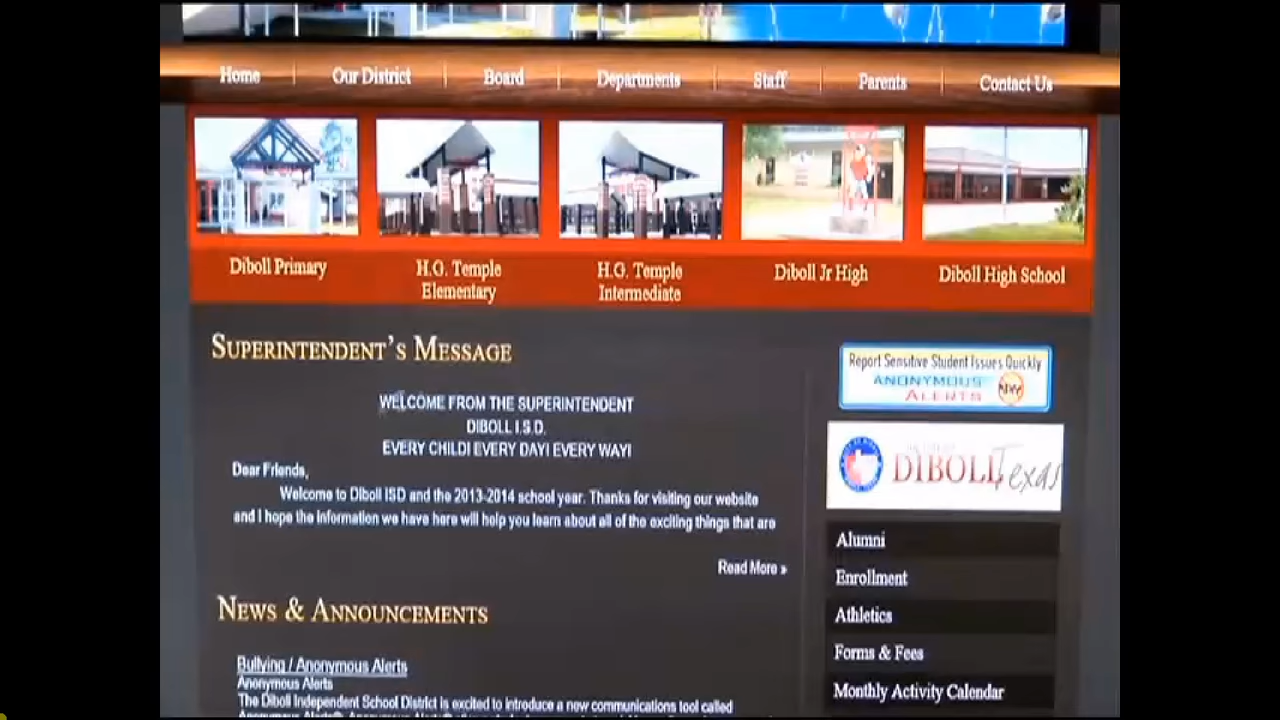 Home Our District Board Departments Staff Parents Contact Us
Diboll Primary
H.G. Temple
Elementary
H.G. Temple
Intermediate
Diboll Jr High
Diboll High School
SUPERINTENDENT'S MESSAGE
WELCOME FROM THE SUPERINTENDENT
DIBOLL I.S.D.
EVERY CHILD! EVERY DAY! EVERY WAY!
Dear Friends,
Welcome to Diboll ISD and the 2013-2014 school year. Thanks for visiting our website
and I hope the information we have here will help you learn about all of the exciting things that are
Read More »
NEWS & ANNOUNCEMENTS
Bullying / Anonymous Alerts
Anonymous Alerts
The Diboll Independent School District is excited to introduce a new communications tool called
Report Sensitive Student Issues Quickly
ANONYMOUS
ALERTS
DIBOLL Texas
Alumni
Enrollment
Athletics
Forms & Fees
Monthly Activity Calendar